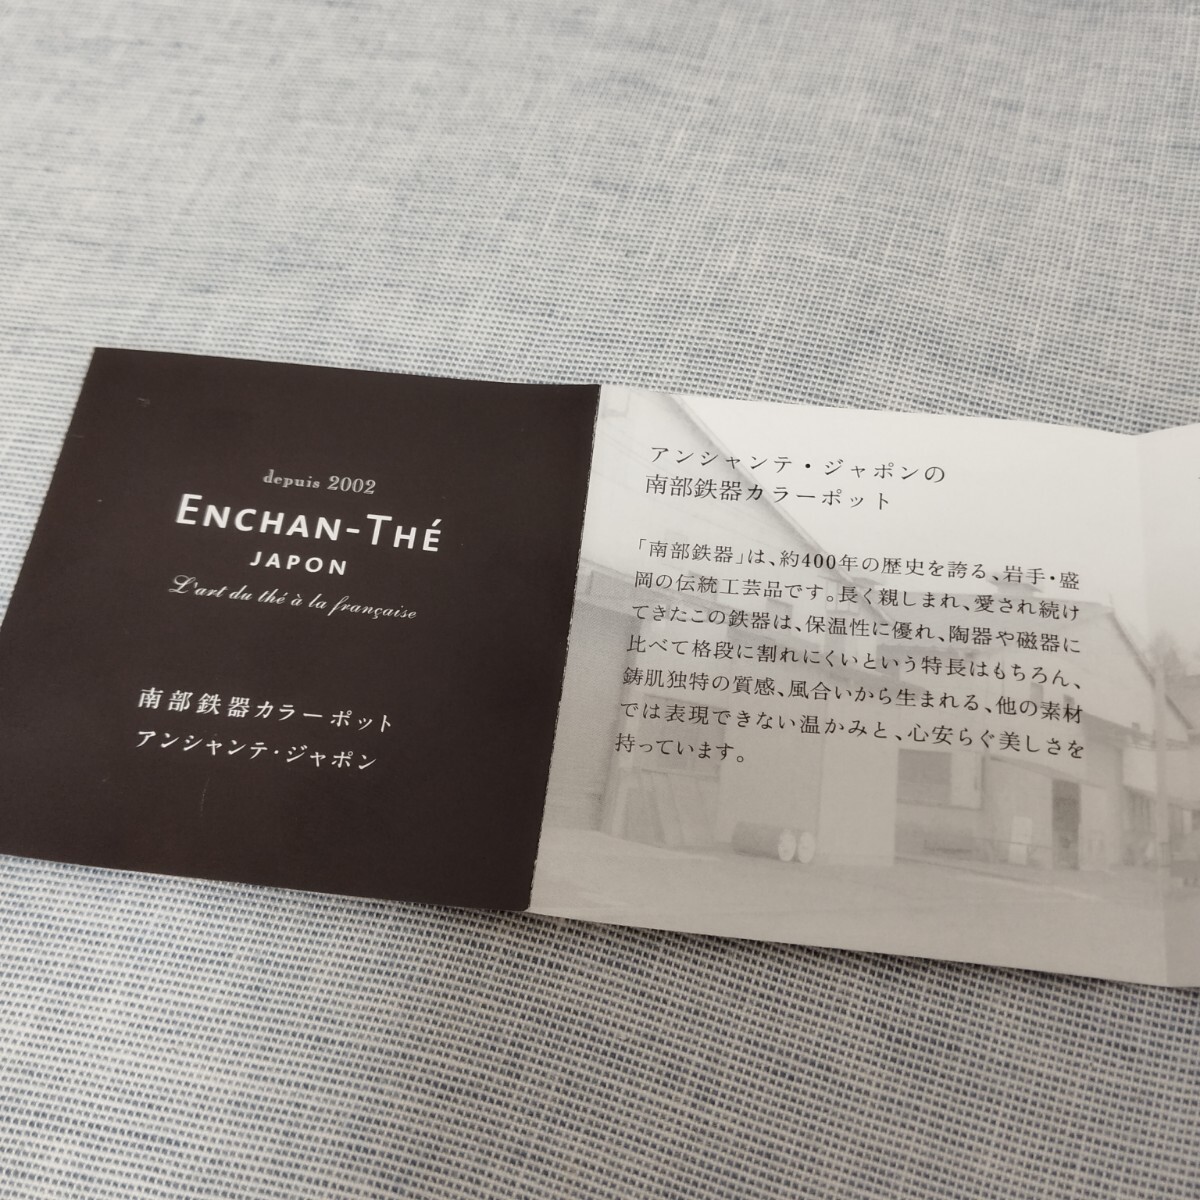 depuis 2002
ENCHAN-THÉ
JAPON
L'art du thé à la française
南部鉄器カラーポット
アンシャンテ・ジャポン
アンシャンテ・ジャポンの
南部鉄器カラーポット
「南部鉄器」は、約400年の歴史を誇る、岩手・盛
岡の伝統工芸品です。長く親しまれ、愛され続け
てきたこの鉄器は、保温性に優れ、陶器や磁器に
比べて格段に割れにくいという特長はもちろん、
鋳肌独特の質感、風合いから生まれる、他の素材
では表現できない温かみと、心安らぐ美しさを
持っています。